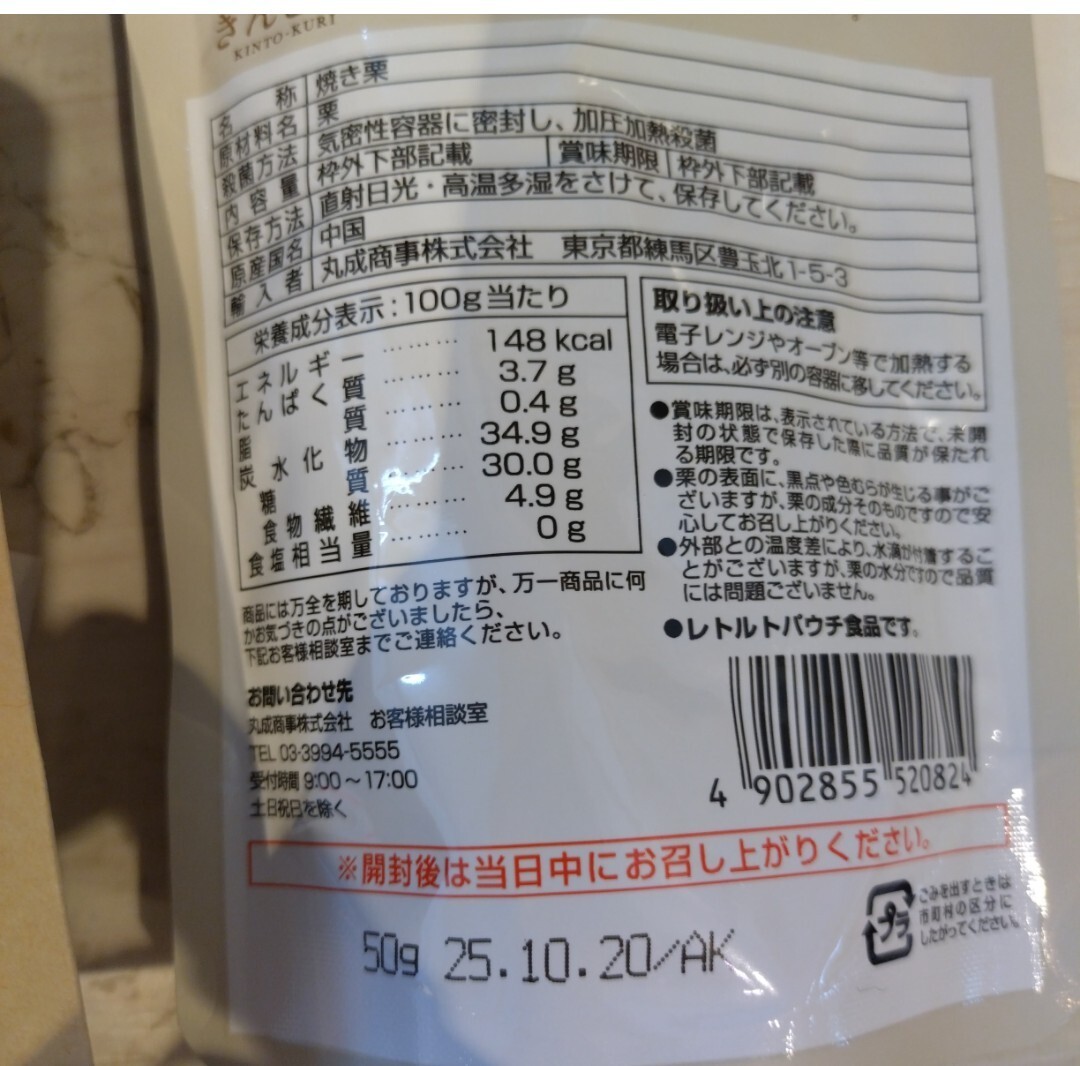 KINTO-KURI
名称 焼き栗
原材料名 栗
殺菌方法 気密性容器に密封し、加圧加熱殺菌
内容量 枠外下部記載 賞味期限 枠外下部記載
保存方法 直射日光・高温多湿をさけて、保存してください。
原産国名 中国
輸入者 丸成商事株式会社 東京都練馬区豊玉北1-5-3
栄養成分表示:100g当たり
エネルギー ……… 148 kcal
たんぱく質 ……… 3.7 g
脂質 ……… 0.4 g
炭水化物 ……… 34.9 g
糖質 ……… 30.0 g
食物繊維 ……… 4.9 g
食塩相当量 ……… 0 g
取り扱い上の注意
電子レンジやオーブン等で加熱する
場合は、必ず別の容器に移してください。
●賞味期限は、表示されている方法で、未開
封の状態で保存した際に品質が保たれ
る期限です。
●栗の表面に、黒点や色むらが生じる事がご
ざいますが、栗の成分そのものですので安
心してお召し上がりください。
●外部との温度差により、水滴が付着するこ
とがございますが、栗の水分ですので品質
には問題ございません。
●レトルトパウチ食品です。
商品には万全を期しておりますが、万一商品に何
かお気づきの点がございましたら、
下記お客様相談室までご連絡ください。
お問い合わせ先
丸成商事株式会社 お客様相談室
TEL 03-3994-5555
受付時間 9:00～17:00
土日祝日を除く
4 902855 520824
※開封後は当日中にお召し上がりください。
プラ
ごみを出すときは
市町村の区分に
したがってください。
50g 25.10.20/AK